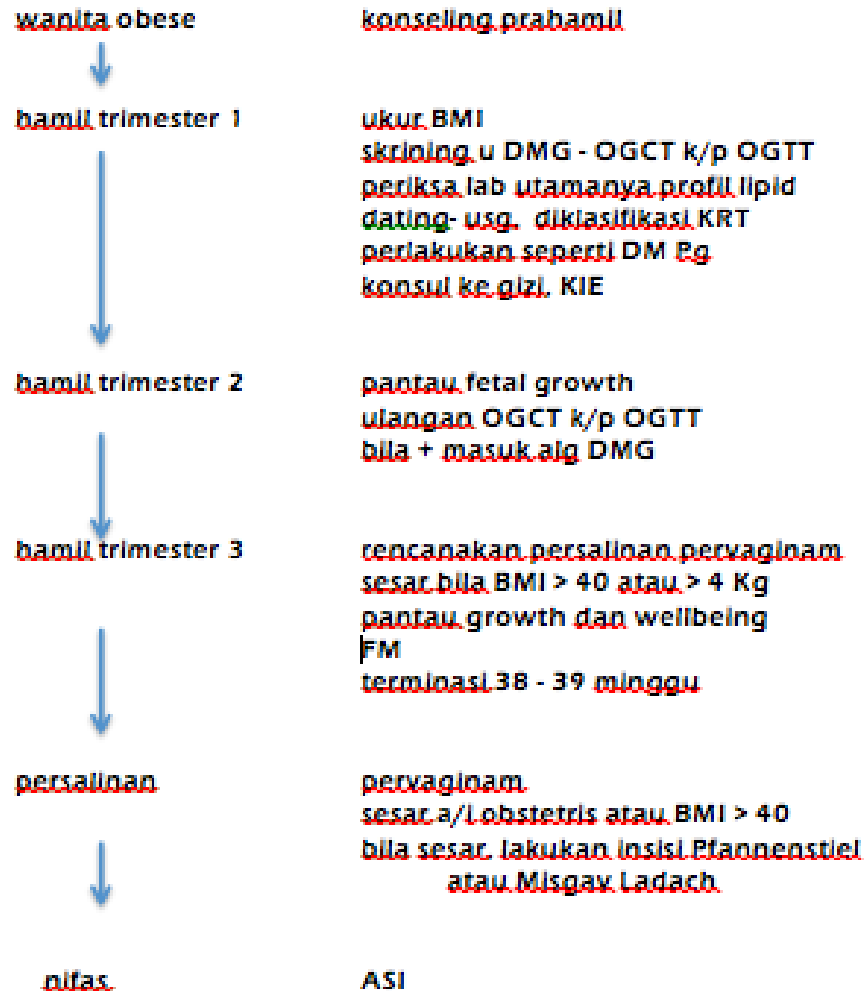 wanita obese konseling prahamil
hamil trimester 1 ukur BMI
skrining u DMG - OGCT k/p OGTT
periksa lab utamanya profil lipid
dating- usg, diklasifikasi KRT
perlakukan seperti DM Pg
konsul ke gizi, KIE
hamil trimester 2 pantau fetal growth
ulangan OGCT k/p OGTT
bila + masuk alg DMG
hamil trimester 3 rencanakan persalinan pervaginam
sesar bila BMI > 40 atau > 4 Kg
pantau growth dan wellbeing
FM
terminasi 38 - 39 minggu
persalinan pervaginam
sesar a/i obstetris atau BMI > 40
bila sesar, lakukan insisi Pfannenstiel
atau Misgav Ladach
nifas ASI